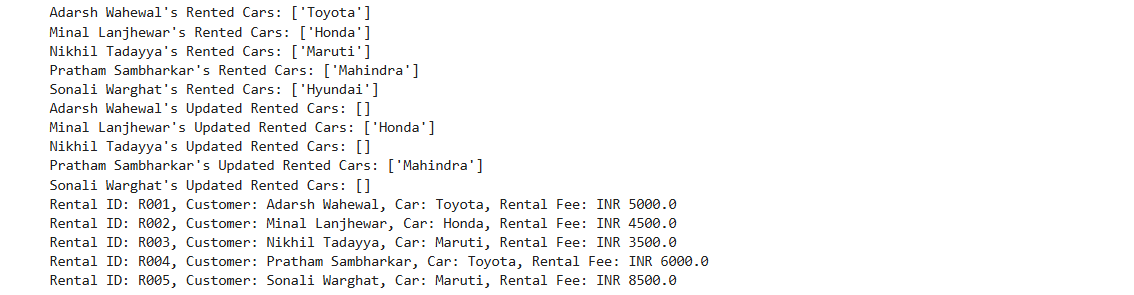 Adarsh Wahewal's Rented Cars: ['Toyota']
Minal Lanjhewar's Rented Cars: ['Honda']
Nikhil Tadayya's Rented Cars: ['Maruti']
Pratham Sambharkar's Rented Cars: ['Mahindra']
Sonali Warghat's Rented Cars: ['Hyundai']
Adarsh Wahewal's Updated Rented Cars: []
Minal Lanjhewar's Updated Rented Cars: ['Honda']
Nikhil Tadayya's Updated Rented Cars: []
Pratham Sambharkar's Updated Rented Cars: ['Mahindra']
Sonali Warghat's Updated Rented Cars: []
Rental ID: R001, Customer: Adarsh Wahewal, Car: Toyota, Rental Fee: INR 5000.0
Rental ID: R002, Customer: Minal Lanjhewar, Car: Honda, Rental Fee: INR 4500.0
Rental ID: R003, Customer: Nikhil Tadayya, Car: Maruti, Rental Fee: INR 3500.0
Rental ID: R004, Customer: Pratham Sambharkar, Car: Toyota, Rental Fee: INR 6000.0
Rental ID: R005, Customer: Sonali Warghat, Car: Maruti, Rental Fee: INR 8500.0